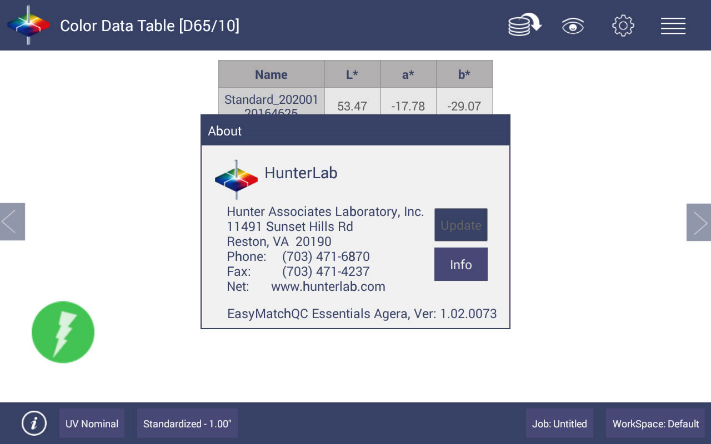 Color Data Table [D65/10]
Name L* a* b*
Standard_202001 53.47 -17.78 -29.07
20164625
About
HunterLab
Hunter Associates Laboratory, Inc.
11491 Sunset Hills Rd
Reston, VA 20190
Phone: (703) 471-6870
Fax: (703) 471-4237
Net: www.hunterlab.com
Update
Info
EasyMatchQC Essentials Agera, Ver: 1.02.0073
i
UV Nominal
Standardized - 1.00"
Job: Untitled
WorkSpace: Default